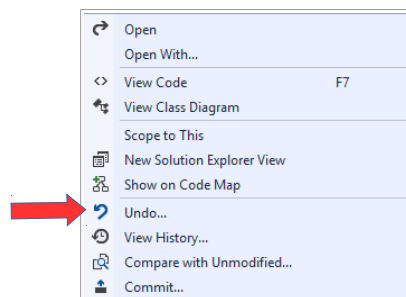 Open
Open With...
View Code F7
View Class Diagram
Scope to This
New Solution Explorer View
Show on Code Map
Undo...
View History...
Compare with Unmodified...
Commit...